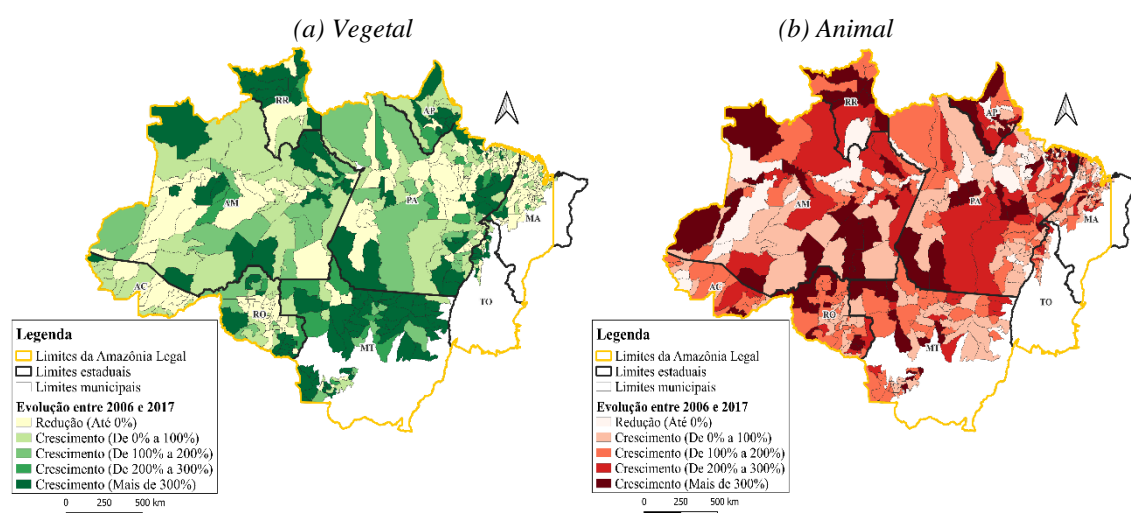 (a) Vegetal
RR
AP
AM
PA
MA
AC
RO
TO
MT
Legenda
Limites da Amazônia Legal
Limites estaduais
Limites municipais
Evolução entre 2006 e 2017
Redução (Até 0%)
Crescimento (De 0% a 100%)
Crescimento (De 100% a 200%)
Crescimento (De 200% a 300%)
Crescimento (Mais de 300%)
0 250 500 km
(b) Animal
RR
AP
AM
PA
MA
AC
RO
TO
MT
Legenda
Limites da Amazônia Legal
Limites estaduais
Limites municipais
Evolução entre 2006 e 2017
Redução (Até 0%)
Crescimento (De 0% a 100%)
Crescimento (De 100% a 200%)
Crescimento (De 200% a 300%)
Crescimento (Mais de 300%)
0 250 500 km